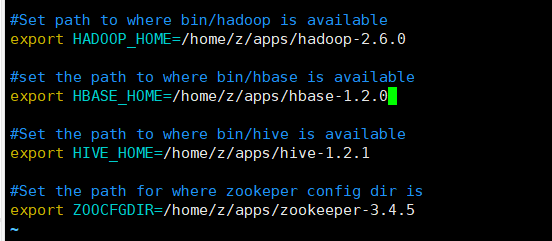 #Set path to where bin/hadoop is available
export HADOOP_HOME=/home/z/apps/hadoop-2.6.0
#set the path to where bin/hbase is available
export HBASE_HOME=/home/z/apps/hbase-1.2.0
#Set the path to where bin/hive is available
export HIVE_HOME=/home/z/apps/hive-1.2.1
#Set the path for where zookeper config dir is
export ZOOCFGDIR=/home/z/apps/zookeeper-3.4.5
~